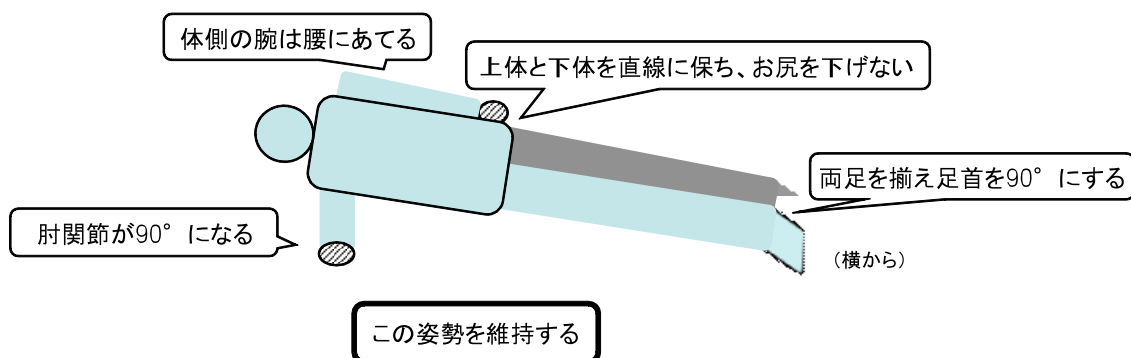 体側の腕は腰にあてる
上体と下体を直線に保ち、お尻を下げない
両足を揃え足首を90°にする
肘関節が90°になる
(横から)
この姿勢を維持する